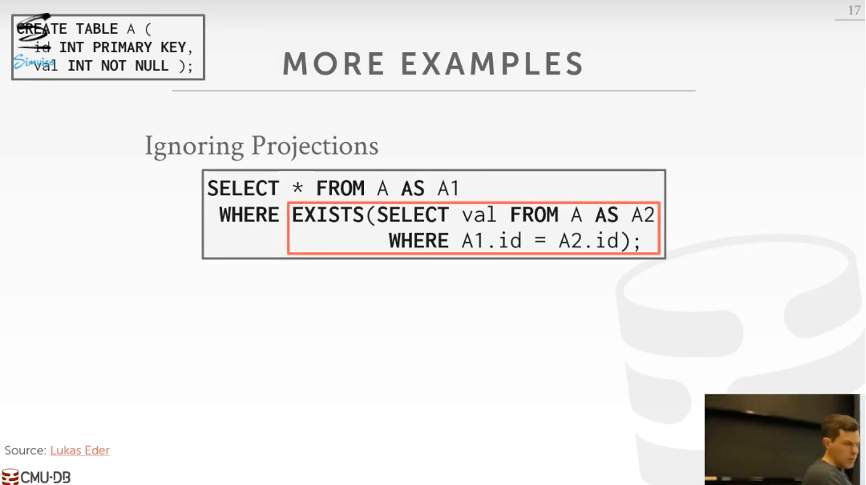 17
CREATE TABLE A (
id INT PRIMARY KEY,
val INT NOT NULL );
MORE EXAMPLES
Ignoring Projections
SELECT * FROM A AS A1
WHERE EXISTS(SELECT val FROM A AS A2
WHERE A1.id = A2.id);
Source: Lukas Eder
CMU·DB